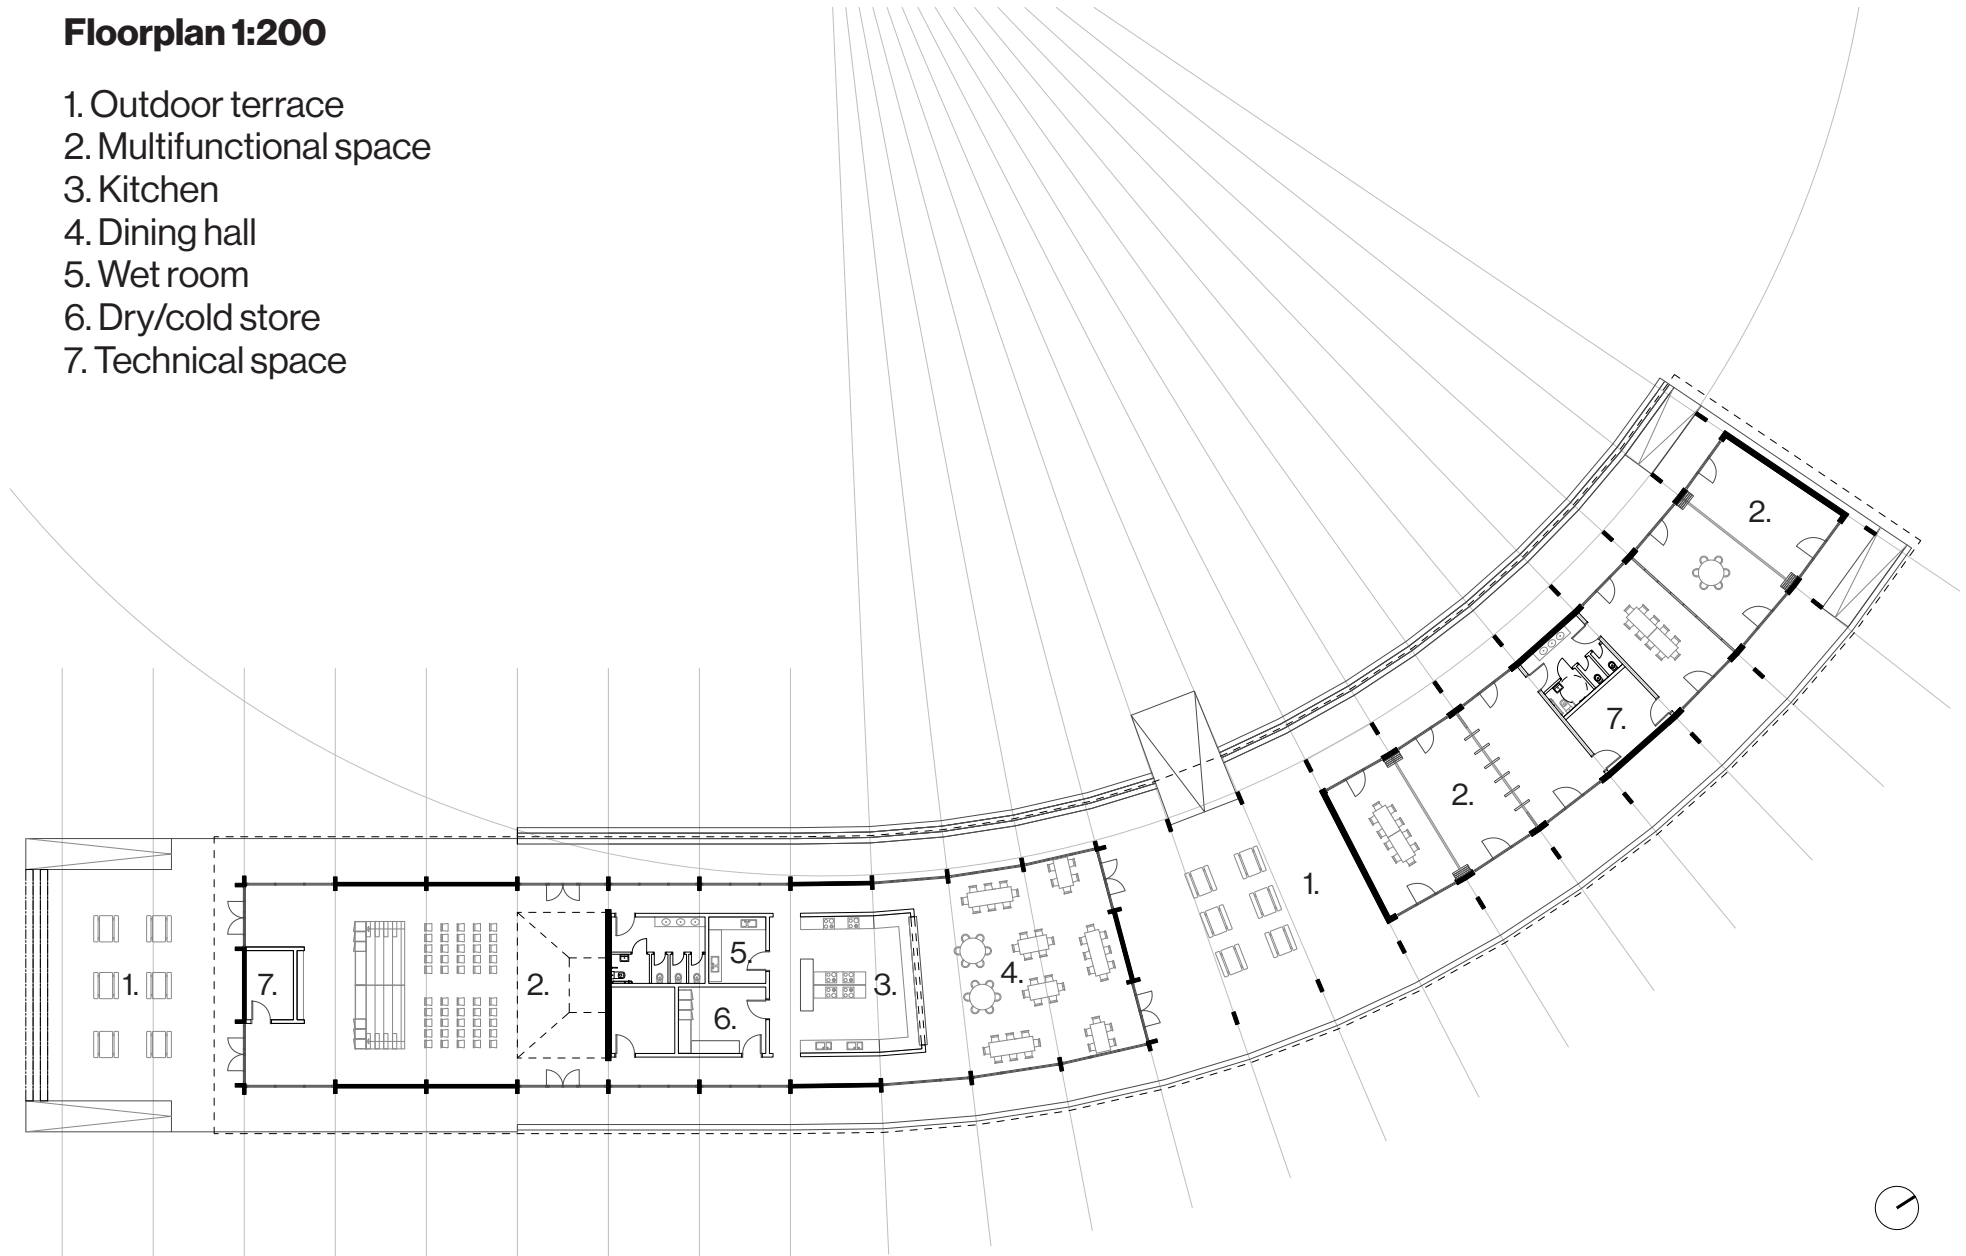 Floorplan 1:200
1. Outdoor terrace
2. Multifunctional space
3. Kitchen
4. Dining hall
5. Wet room
6. Dry/cold store
7. Technical space
2.
7.
2.
1.
5.
4.
1.
7.
2.
3.
6.